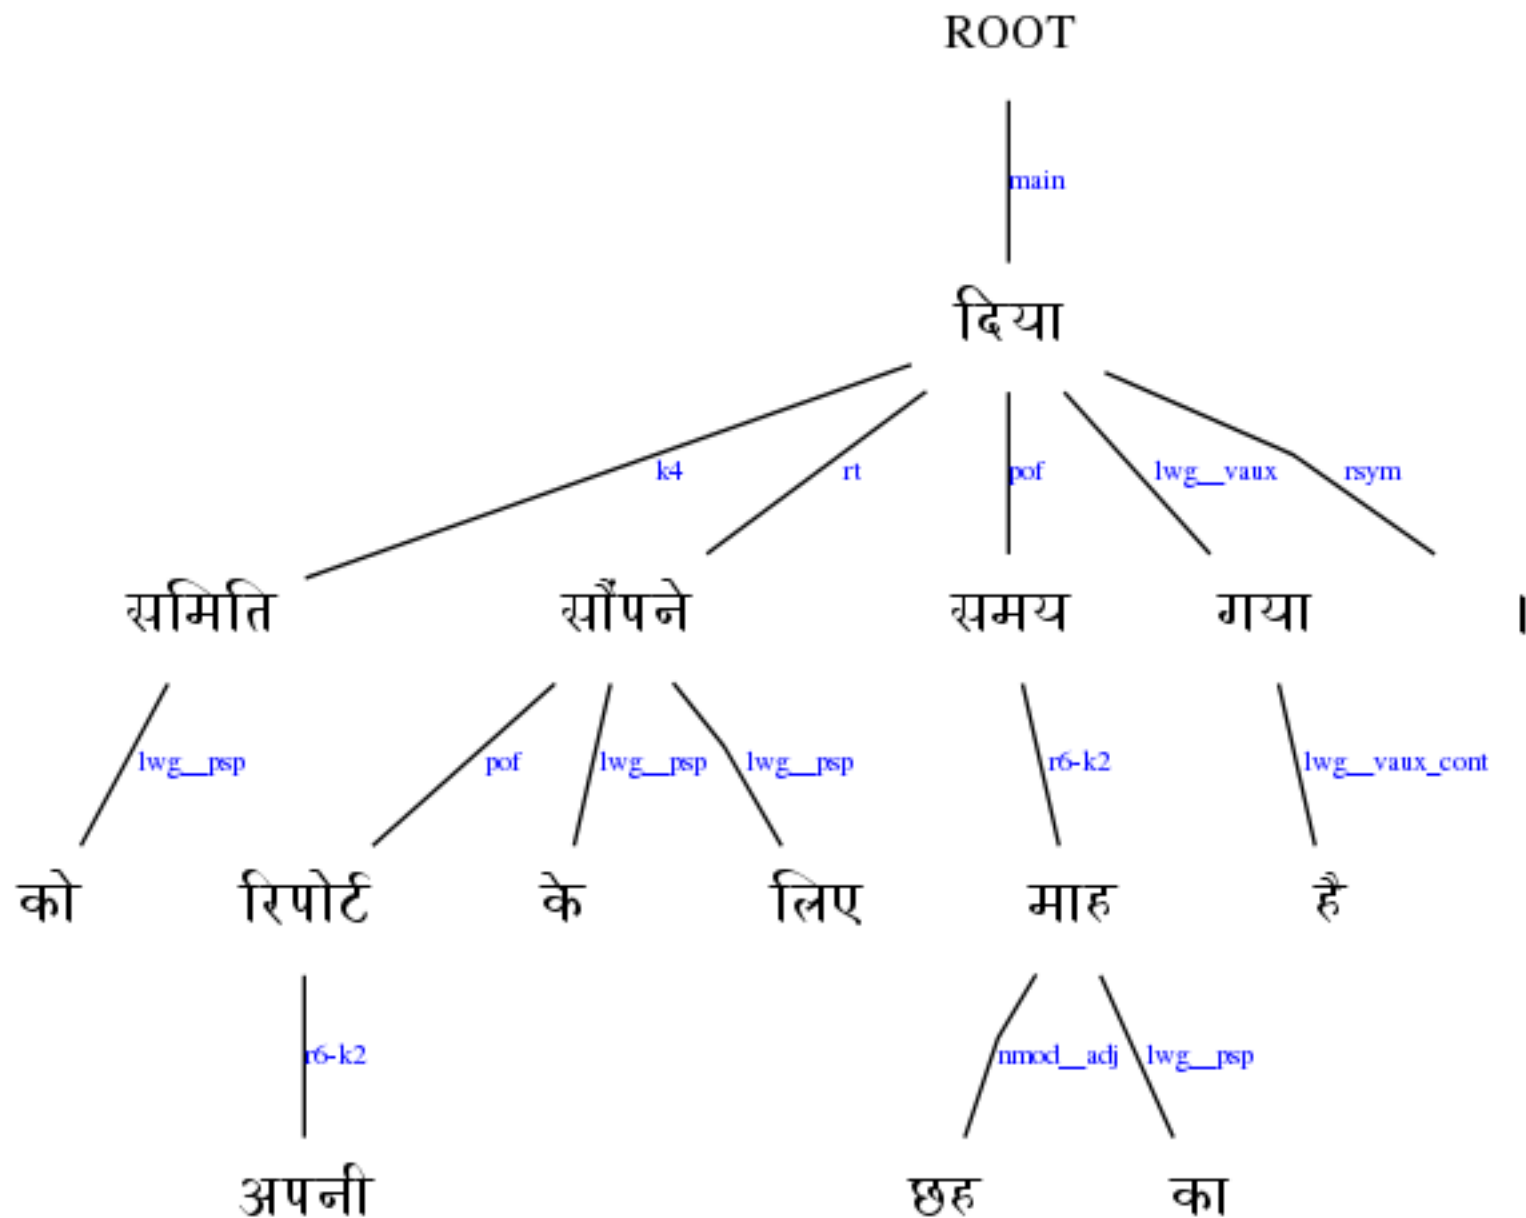 ROOT
main
दिया
k4 rt pof lwg__vaux rsym
समिति सौंपने समय गया ।
lwg__psp pof lwg__psp lwg__psp r6-k2 lwg__vaux_cont
को रिपोर्ट के लिए माह है
r6-k2 nmod__adj lwg__psp
अपनी छह का